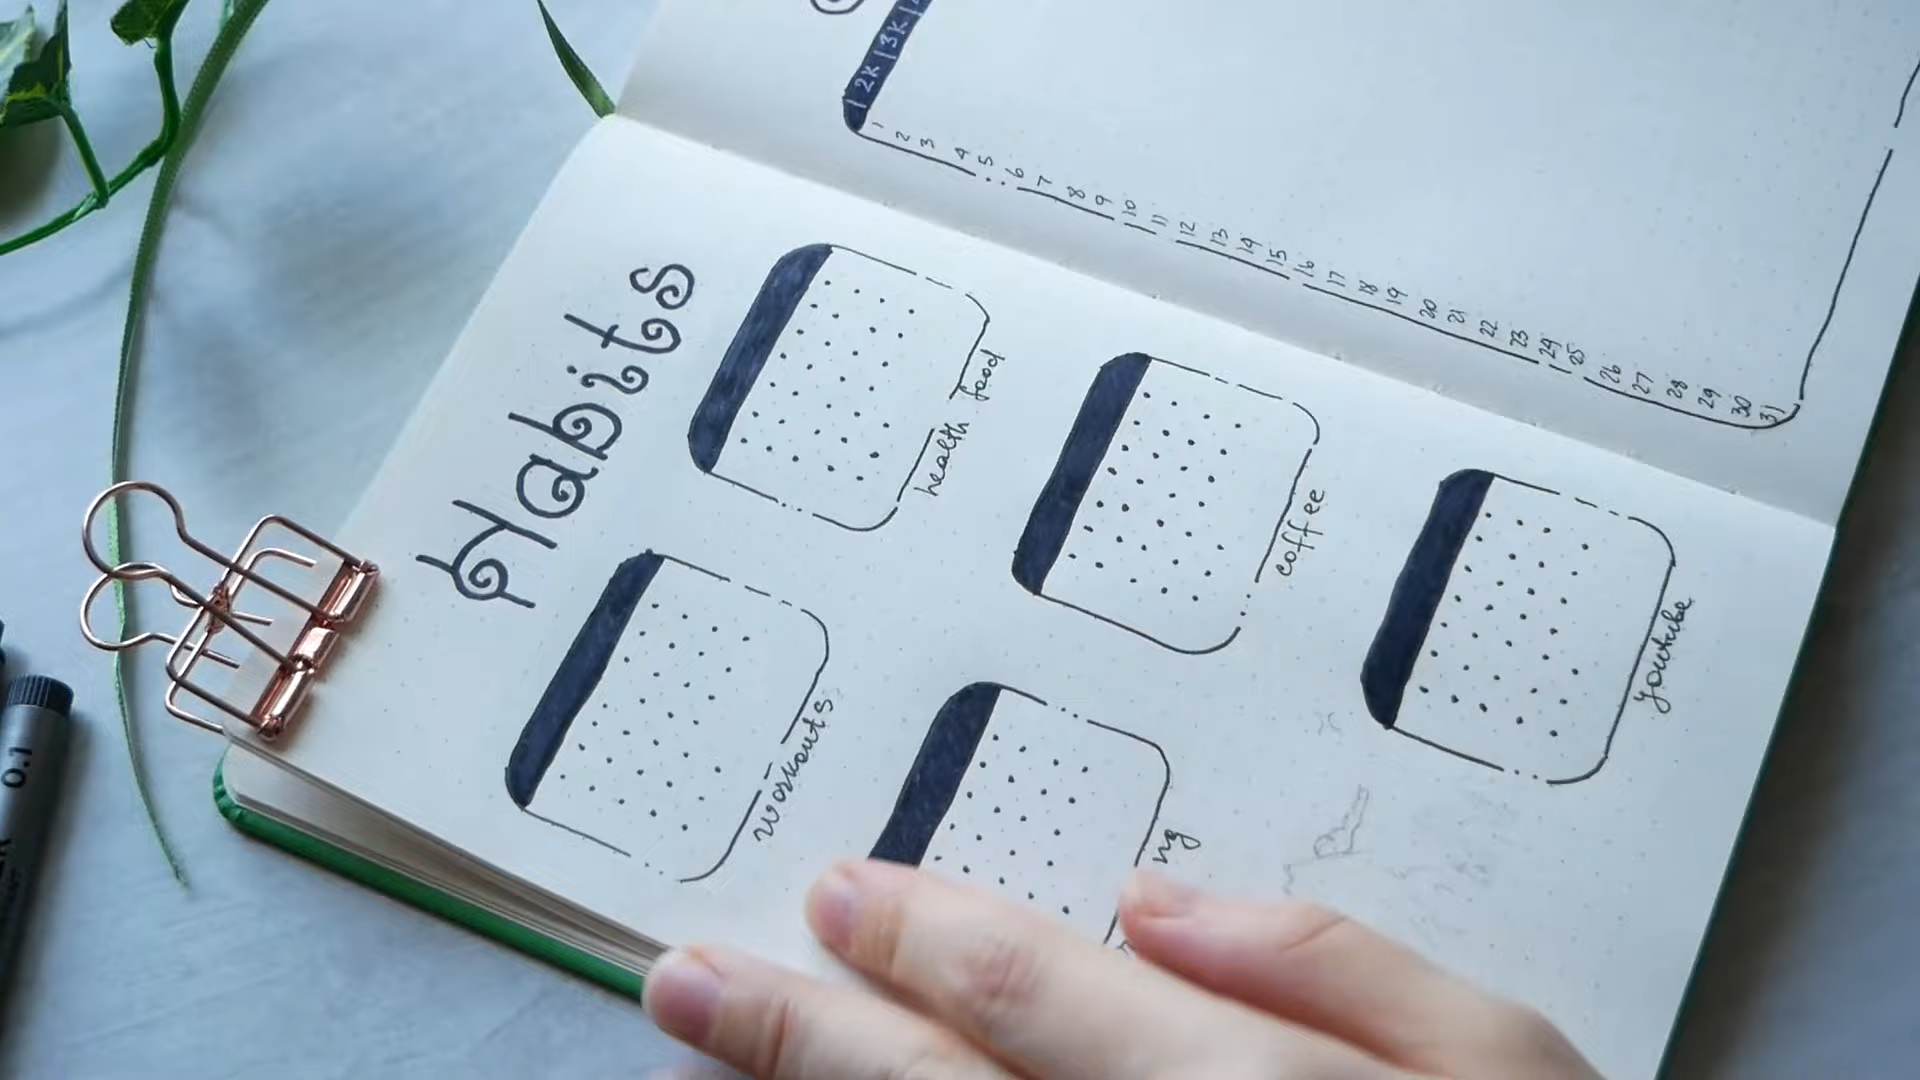 2K | 3K |
1 2 3 4 5 6 7 8 9 10 11 12 13 14 15 16 17 18 19 20 21 22 23 24 25 26 27 28 29 30 31
Habits
health food
coffee
youtube
workouts
ng
0.1